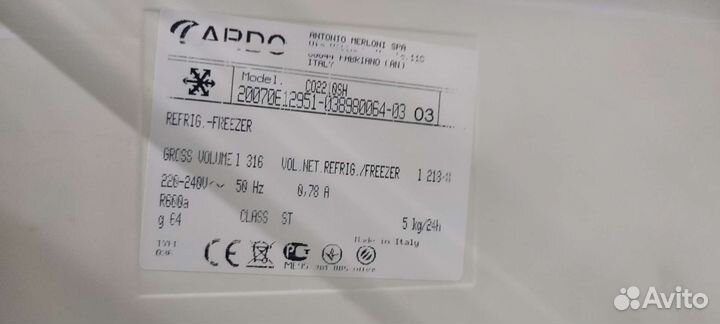 ARDO
ANTONIO MERLONI SPA
FABRIANO (AN)
ITALY
Model. CO2210SH
20070E12951-038980064-03 03
REFRIG.-FREEZER
GROSS VOLUME l 316 VOL.NET.REFRIG./FREEZER l 218
220-240V~ 50 Hz 0,78 A
R600a
g 64 CLASS ST 5 kg/24h
CE Made in Italy
Avito